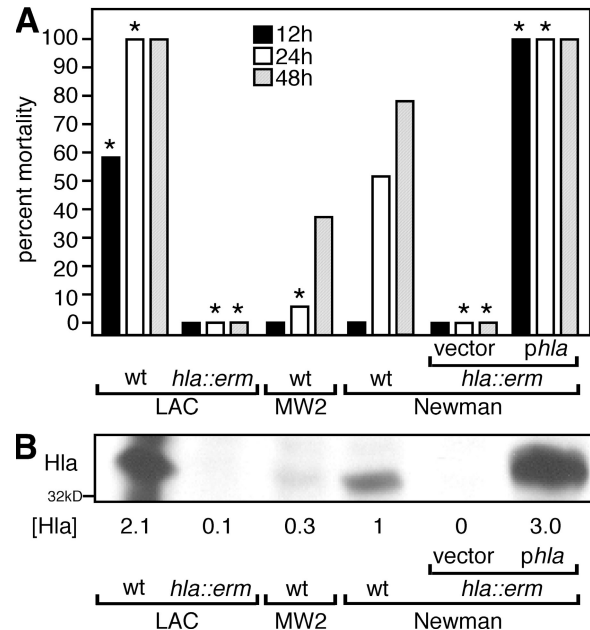 A
12h
24h
48h
percent mortality
100
90
80
70
60
50
40
30
20
10
0
* * * * * * * * * *
vector phla
wt hla::erm wt wt hla::erm
LAC MW2 Newman
B
Hla
32kD
[Hla] 2.1 0.1 0.3 1 0 3.0
vector phla
wt hla::erm wt wt hla::erm
LAC MW2 Newman